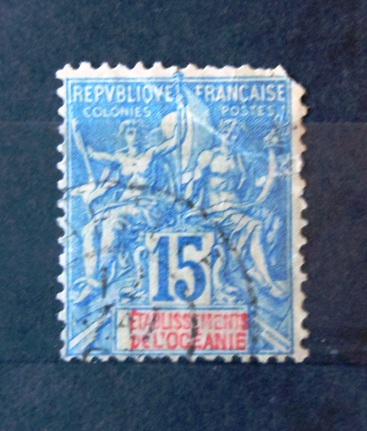 REPVBLIQVE FRANÇAISE
COLONIES POSTES
15
ÉTABLISSEMENTS
DE L'OCÉANIE